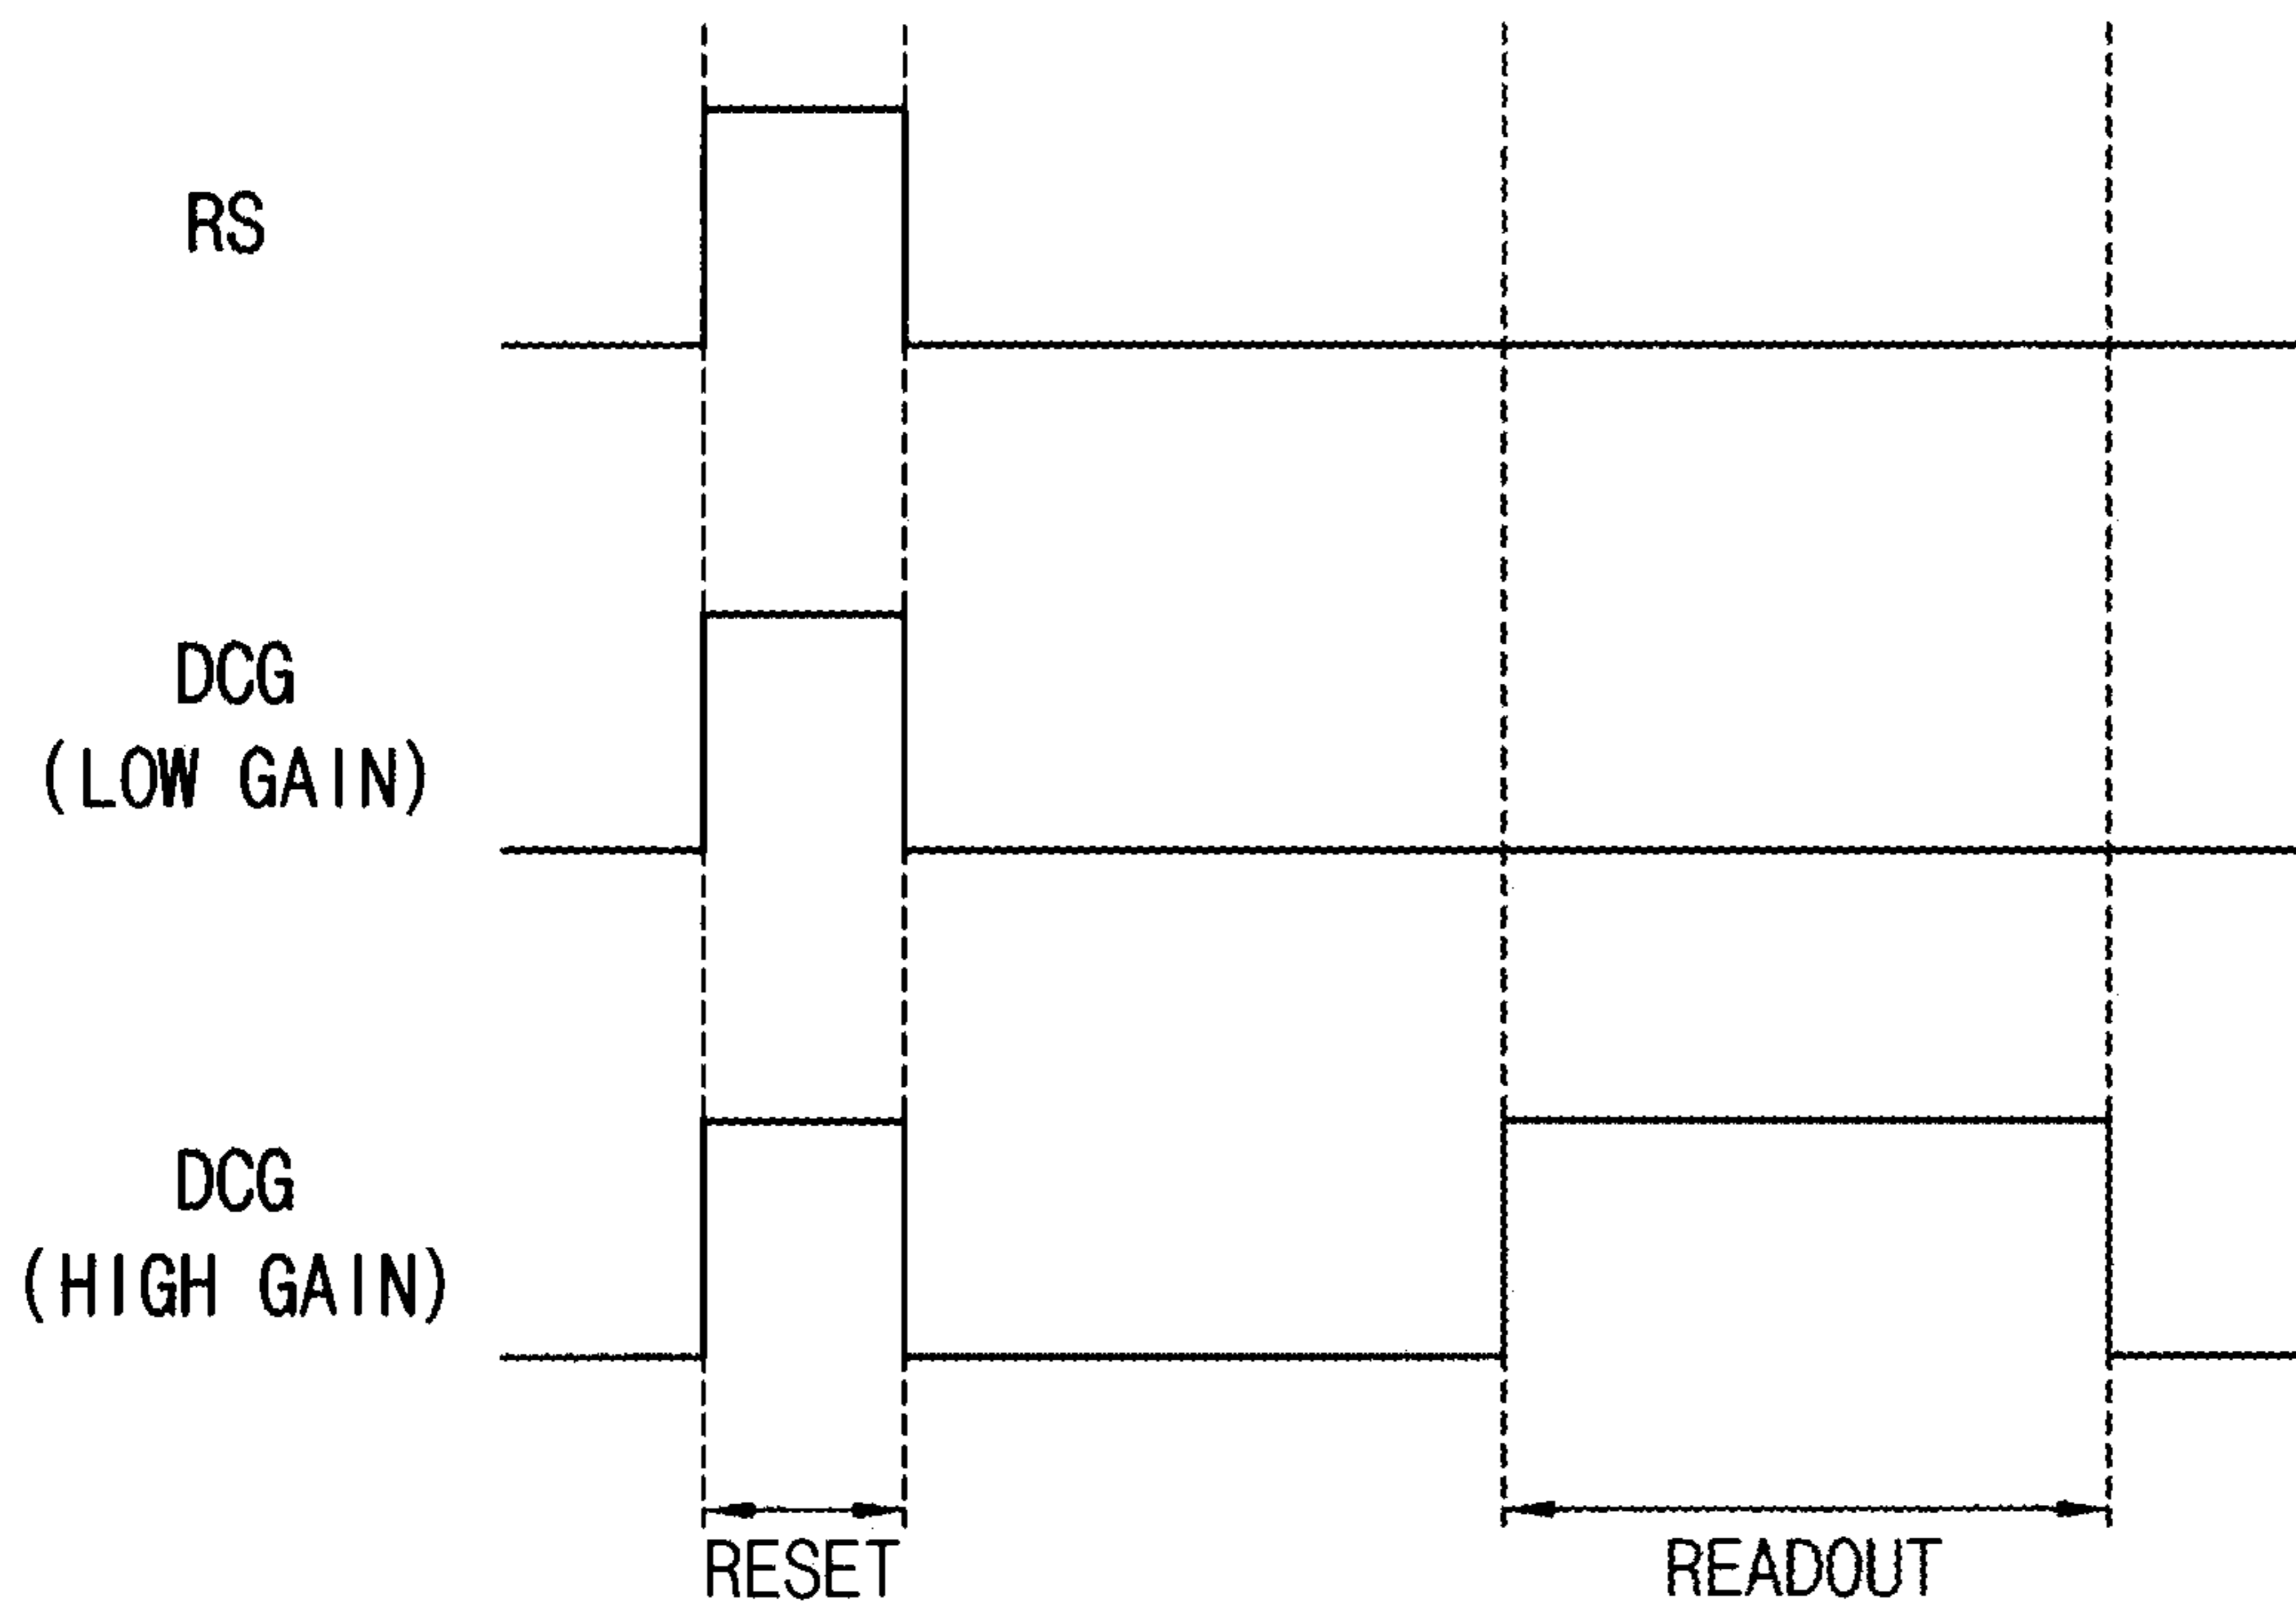 RS
DCG
(LOW GAIN)
DCG
(HIGH GAIN)
RESET
READOUT